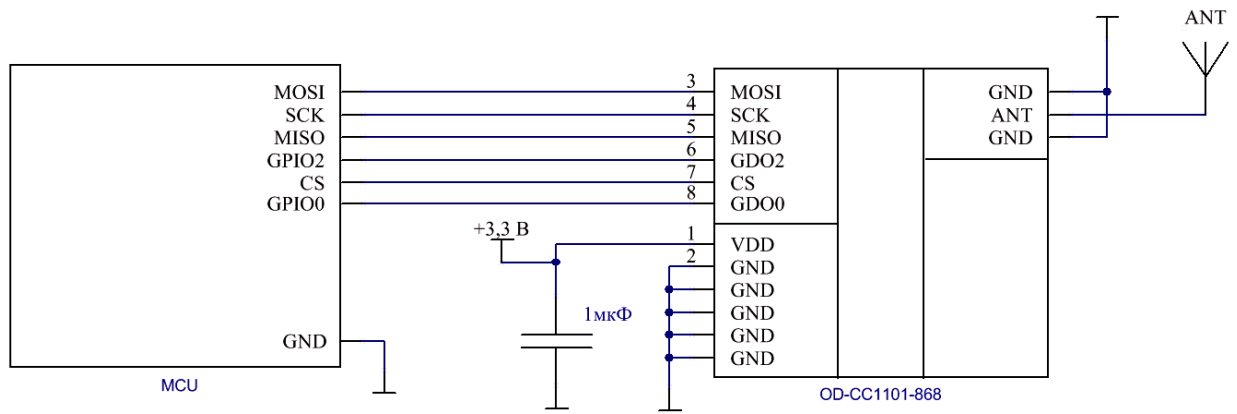 ANT
MOSI 3 MOSI GND
SCK 4 SCK ANT
MISO 5 MISO GND
GPIO2 6 GDO2
CS 7 CS
GPIO0 8 GDO0
+3,3 В 1 VDD
2 GND
GND
1мкФ GND
GND GND
GND
MCU
OD-CC1101-868